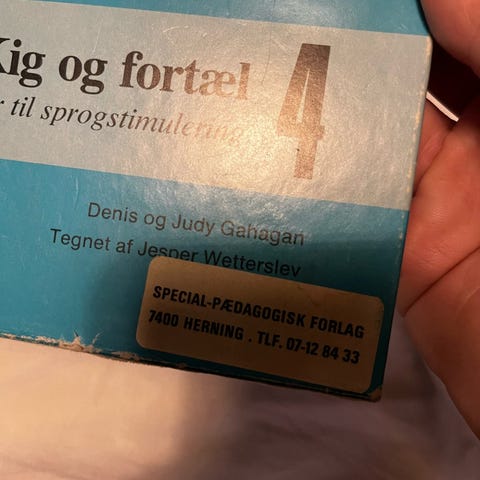 Kig og fortæl 4
til sprogstimulering
Denis og Judy Gahagan
Tegnet af Jesper Wetterslev
SPECIAL-PÆDAGOGISK FORLAG
7400 HERNING . TLF. 07-12 84 33